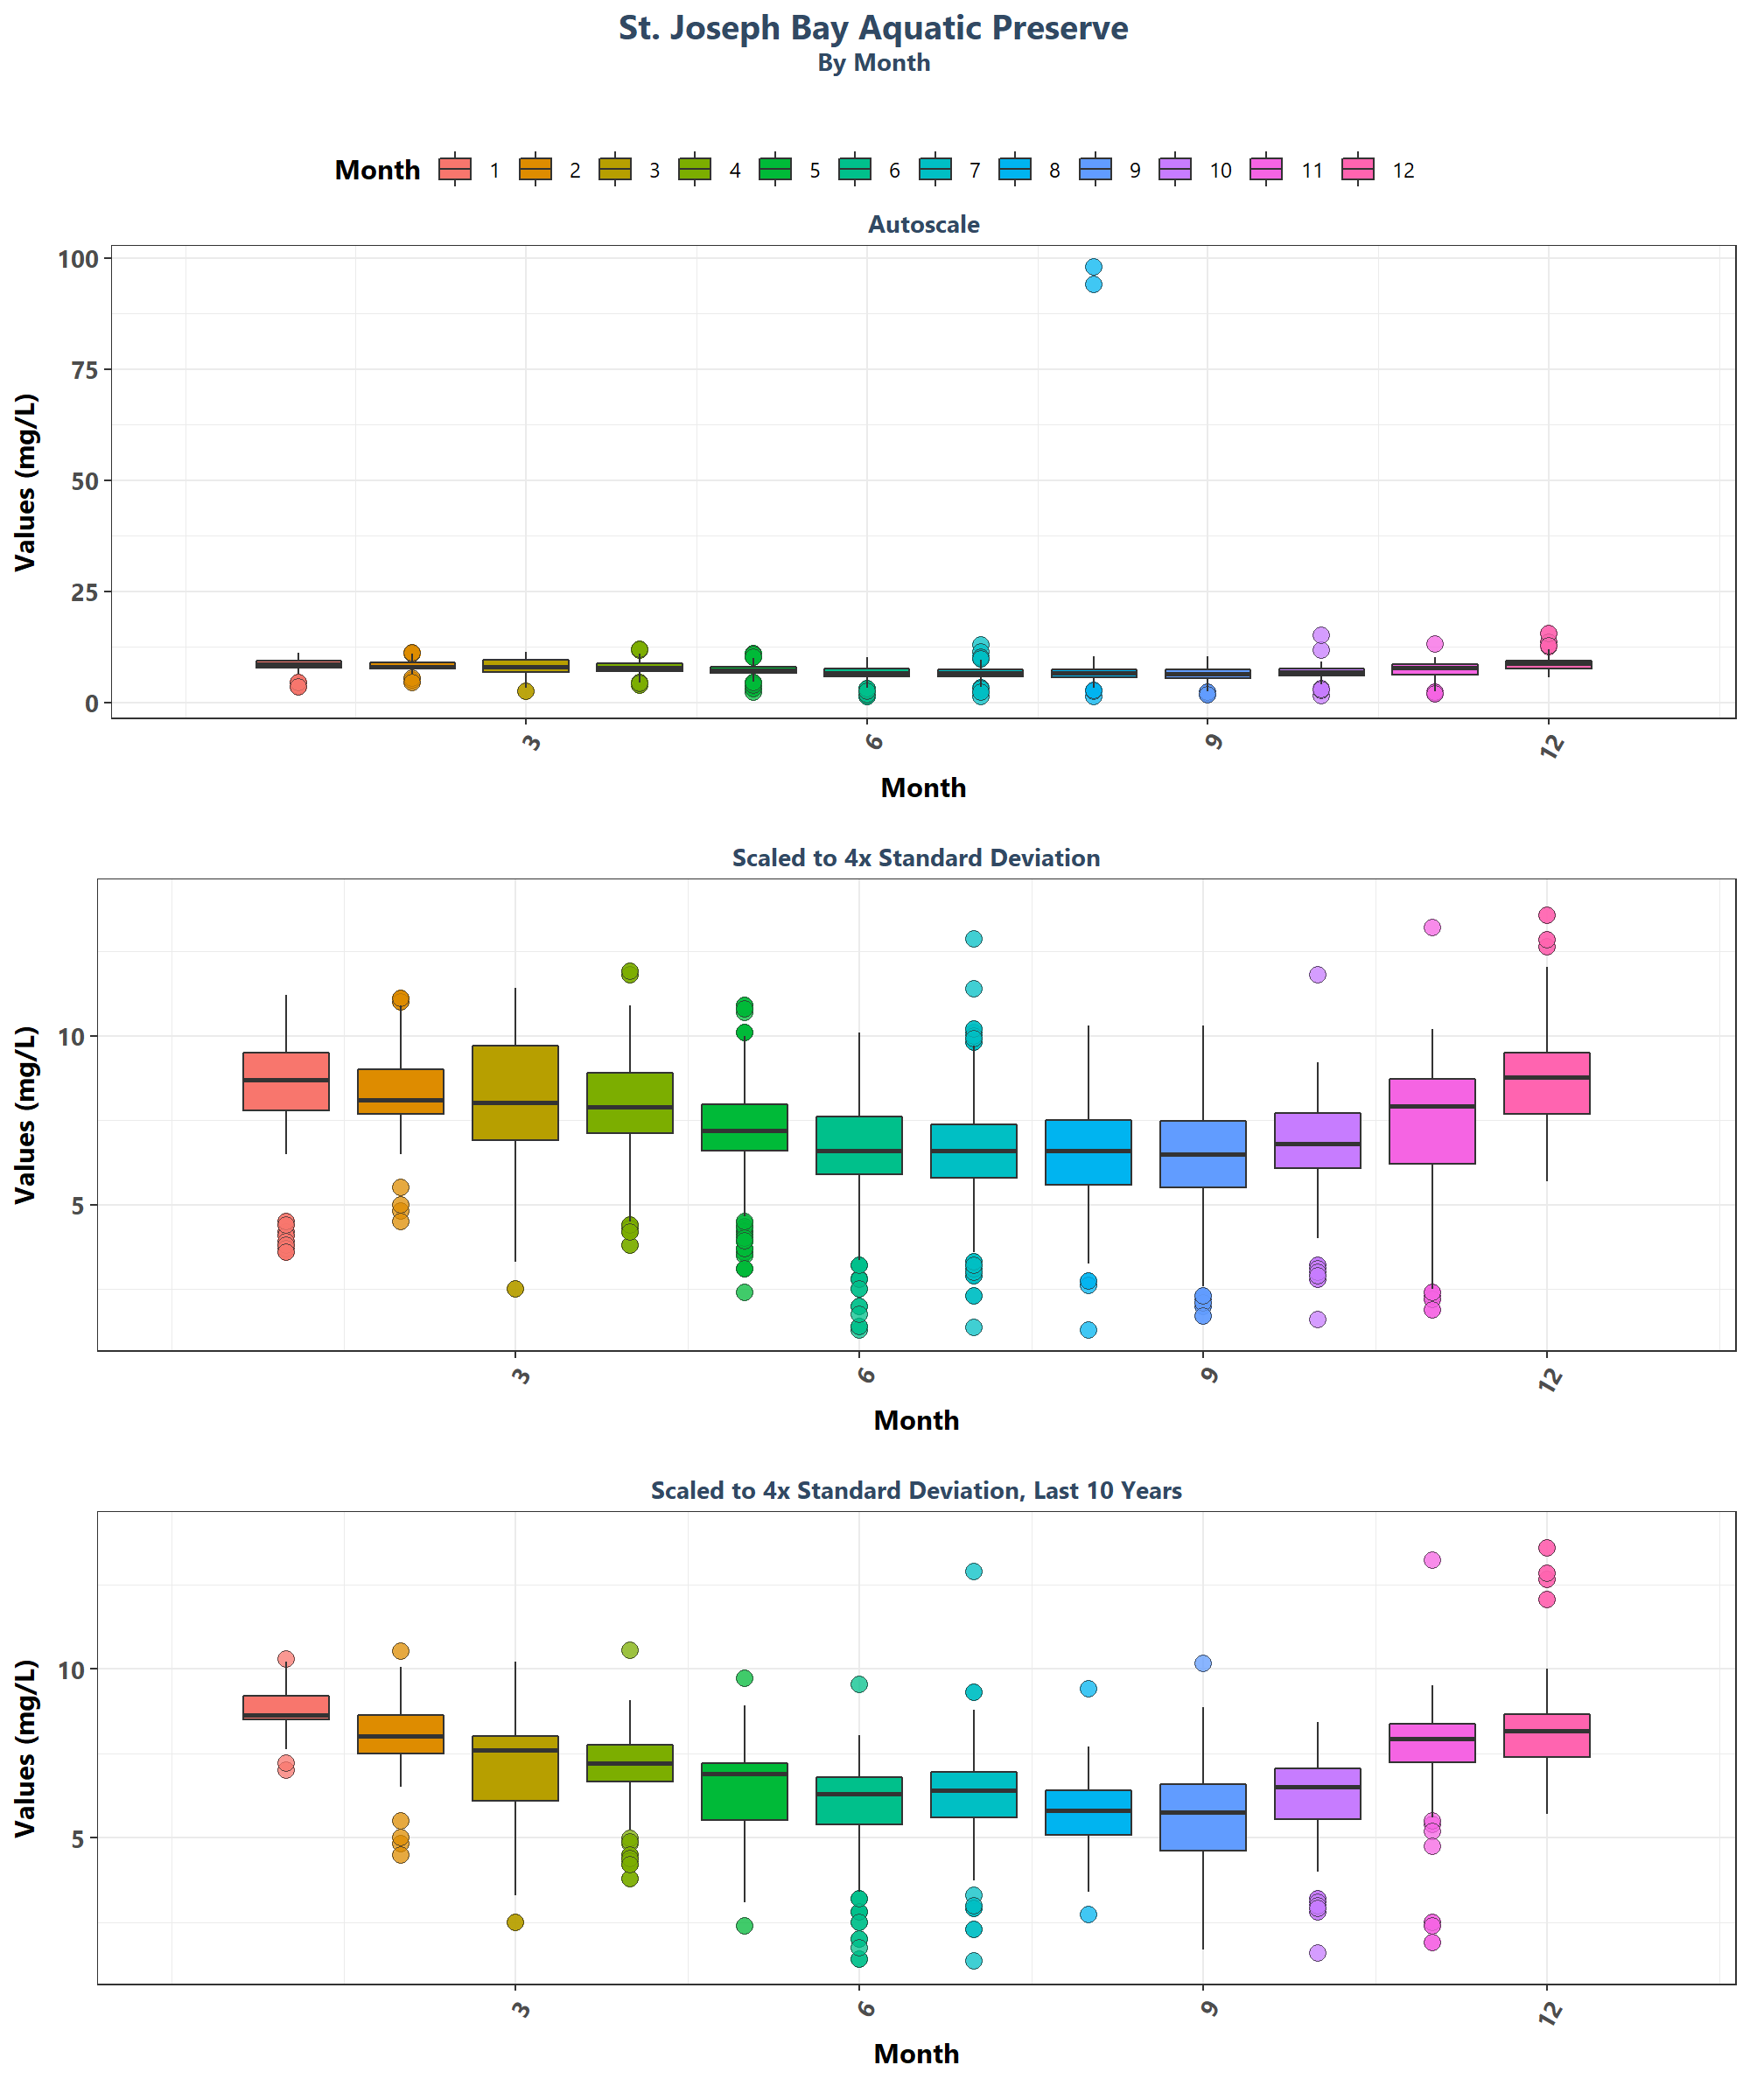 St. Joseph Bay Aquatic Preserve
By Month
Month 1 2 3 4 5 6 7 8 9 10 11 12
Autoscale
Values (mg/L)
100
75
50
25
0
3 6 9 12
Month
Scaled to 4x Standard Deviation
Values (mg/L)
10
5
3 6 9 12
Month
Scaled to 4x Standard Deviation, Last 10 Years
Values (mg/L)
10
5
3 6 9 12
Month